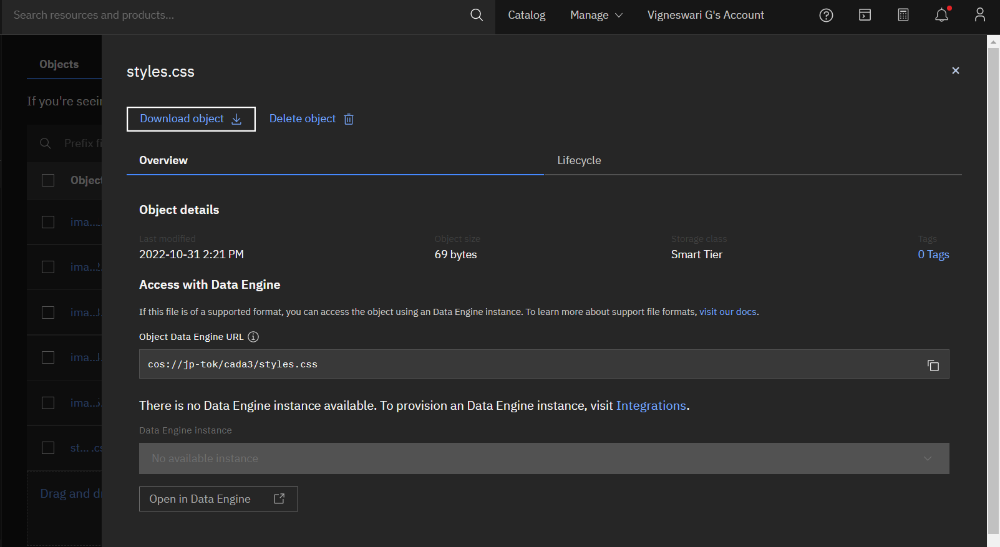 Search resources and products...
Catalog
Manage
Vigneswari G's Account
Objects
styles.css
If you're seein
Download object
Delete object
Prefix fi
Overview
Lifecycle
Object
Object details
ima...
Last modified
Object size
Storage class
Tags
2022-10-31 2:21 PM
69 bytes
Smart Tier
0 Tags
ima...
Access with Data Engine
ima...
If this file is of a supported format, you can access the object using an Data Engine instance. To learn more about support file formats, visit our docs.
Object Data Engine URL
ima...
cos://jp-tok/cada3/styles.css
ima...
There is no Data Engine instance available. To provision an Data Engine instance, visit Integrations.
Data Engine instance
st... .cs
No available instance
Drag and dr
Open in Data Engine